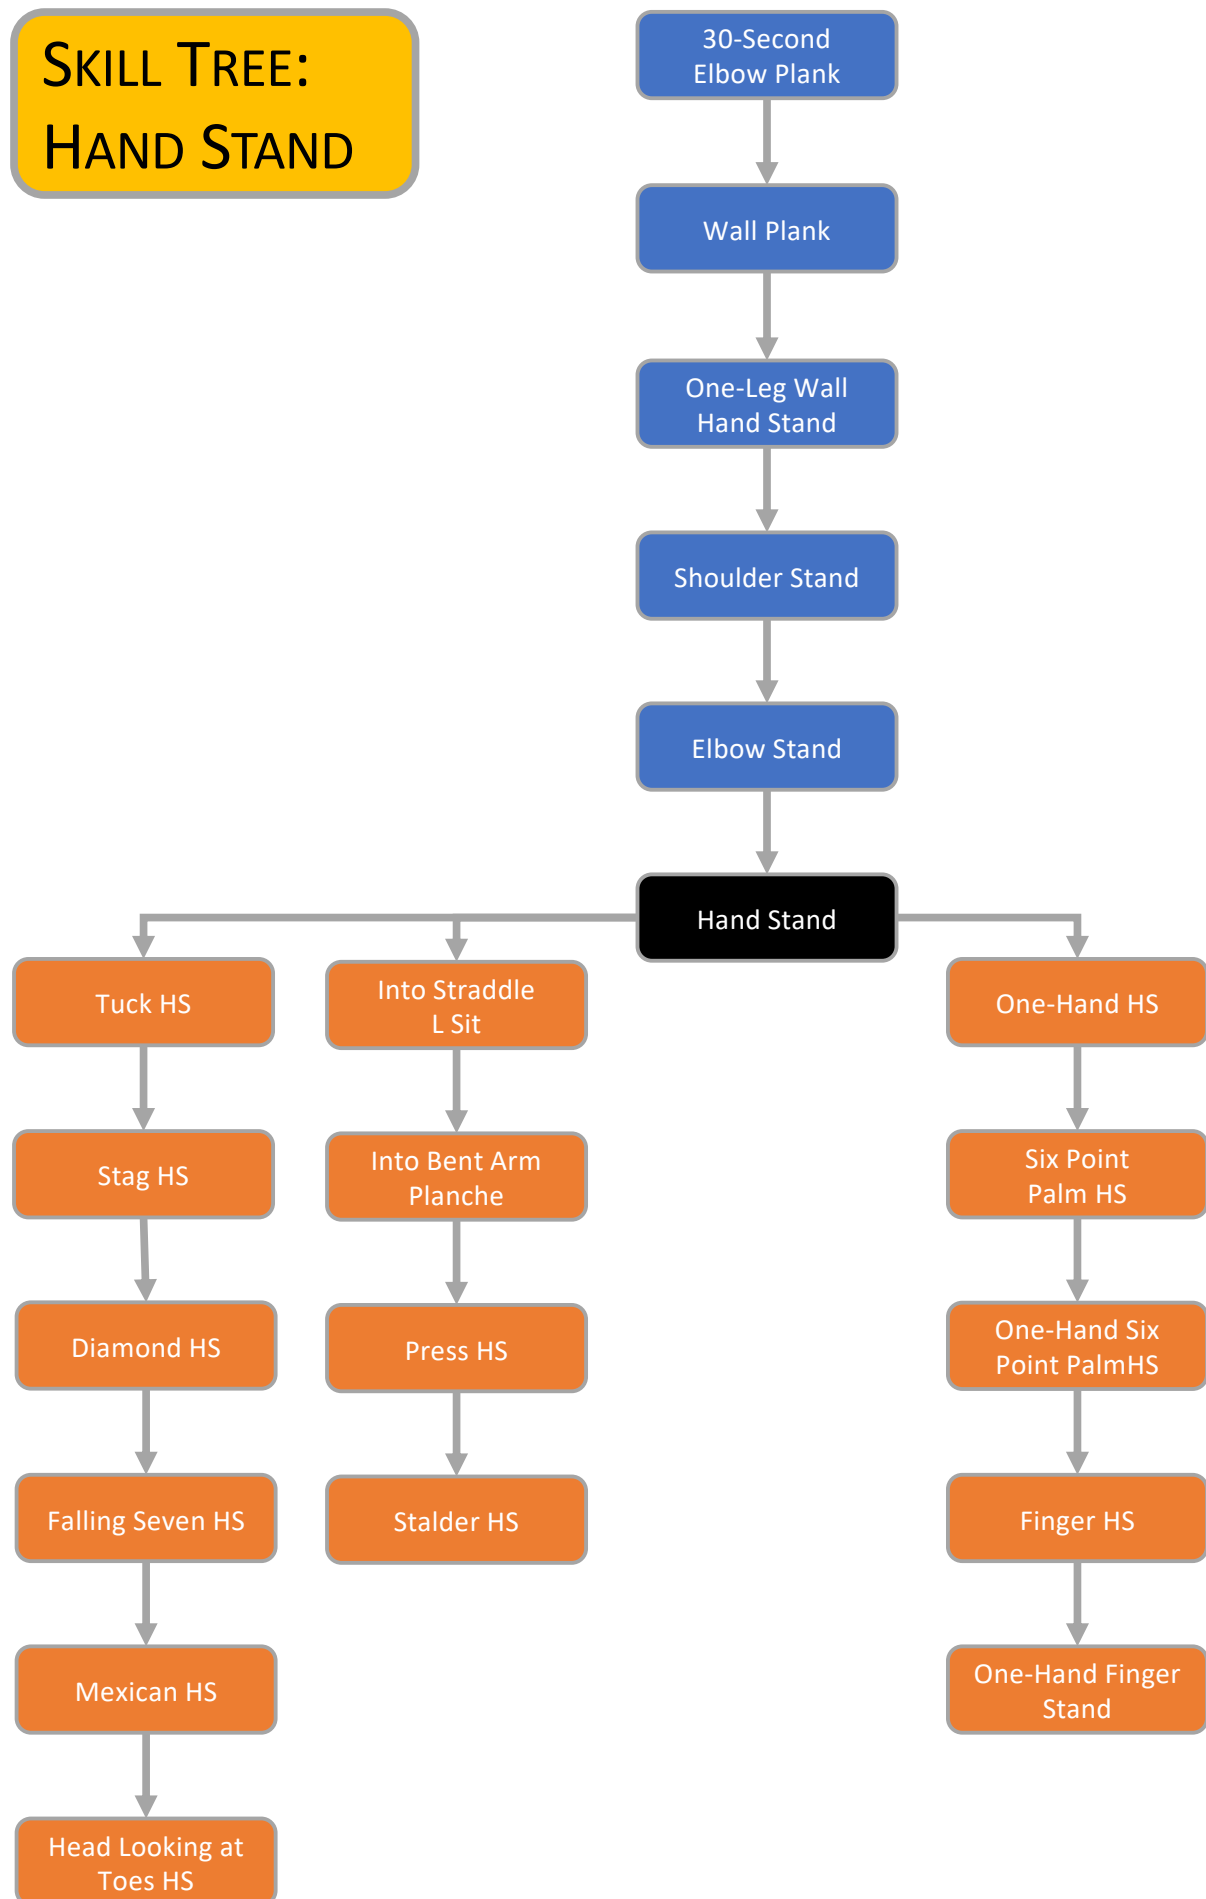 SKILL TREE:
HAND STAND
30-Second
Elbow Plank
Wall Plank
One-Leg Wall
Hand Stand
Shoulder Stand
Elbow Stand
Hand Stand
Tuck HS
Stag HS
Diamond HS
Falling Seven HS
Mexican HS
Head Looking at
Toes HS
Into Straddle
L Sit
Into Bent Arm
Planche
Press HS
Stalder HS
One-Hand HS
Six Point
Palm HS
One-Hand Six
Point PalmHS
Finger HS
One-Hand Finger
Stand